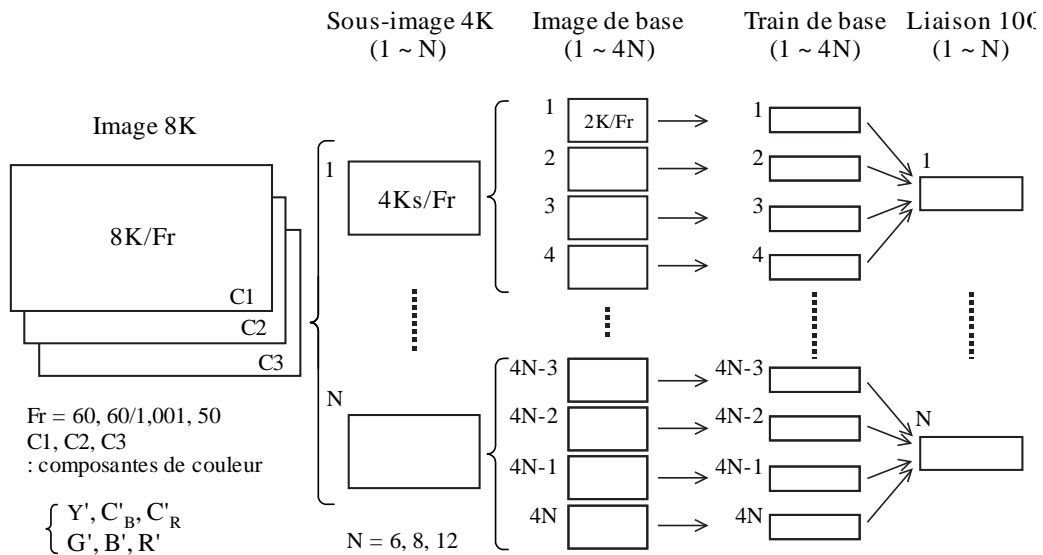 Sous-image 4K
(1 ~ N)
Image de base
(1 ~ 4N)
Train de base
(1 ~ 4N)
Liaison 10
(1 ~ N)
Image 8K
8K/Fr
C1
C2
C3
Fr = 60, 60/1,001, 50
C1, C2, C3
: composantes de couleur
Y', C'B, C'R
G', B', R'
1
4Ks/Fr
N
N = 6, 8, 12
1
2K/Fr
2
3
4
4N-3
4N-2
4N-1
4N
1
2
3
4
4N-3
4N-2
4N-1
4N
1
N